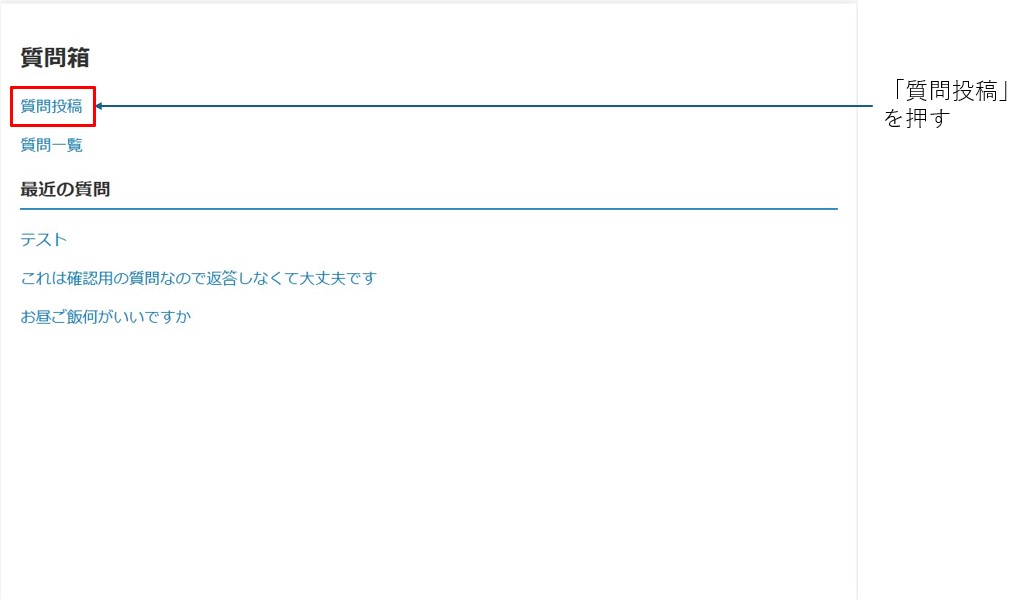 質問箱
質問投稿
「質問投稿」
を押す
質問一覧
最近の質問
テスト
これは確認用の質問なので返答しなくて大丈夫です
お昼ご飯何がいいですか